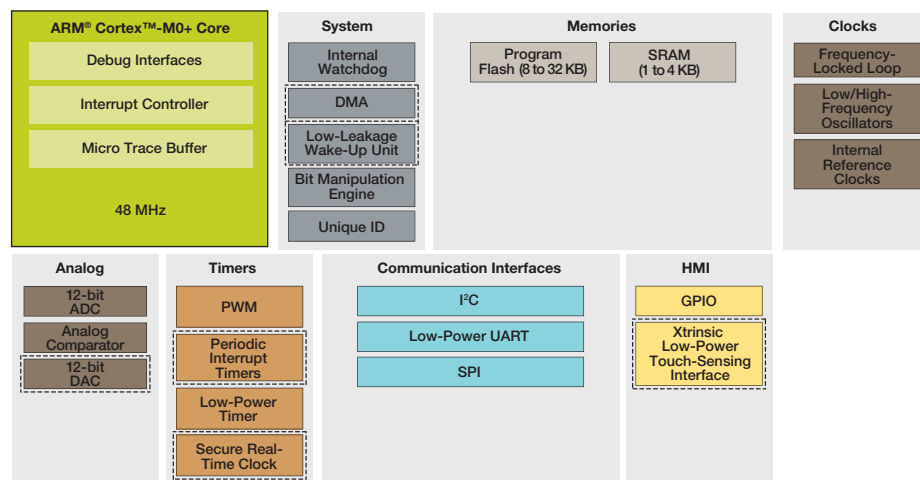 ARM® Cortex™-M0+ Core
Debug Interfaces
Interrupt Controller
Micro Trace Buffer
48 MHz
System
Internal
Watchdog
DMA
Low-Leakage
Wake-Up Unit
Bit Manipulation
Engine
Unique ID
Memories
Program
Flash (8 to 32 KB)
SRAM
(1 to 4 KB)
Clocks
Frequency-
Locked Loop
Low/High-
Frequency
Oscillators
Internal
Reference
Clocks
Analog
12-bit
ADC
Analog
Comparator
12-bit
DAC
Timers
PWM
Periodic
Interrupt
Timers
Low-Power
Timer
Secure Real-
Time Clock
Communication Interfaces
I²C
Low-Power UART
SPI
HMI
GPIO
Xtrinsic
Low-Power
Touch-Sensing
Interface